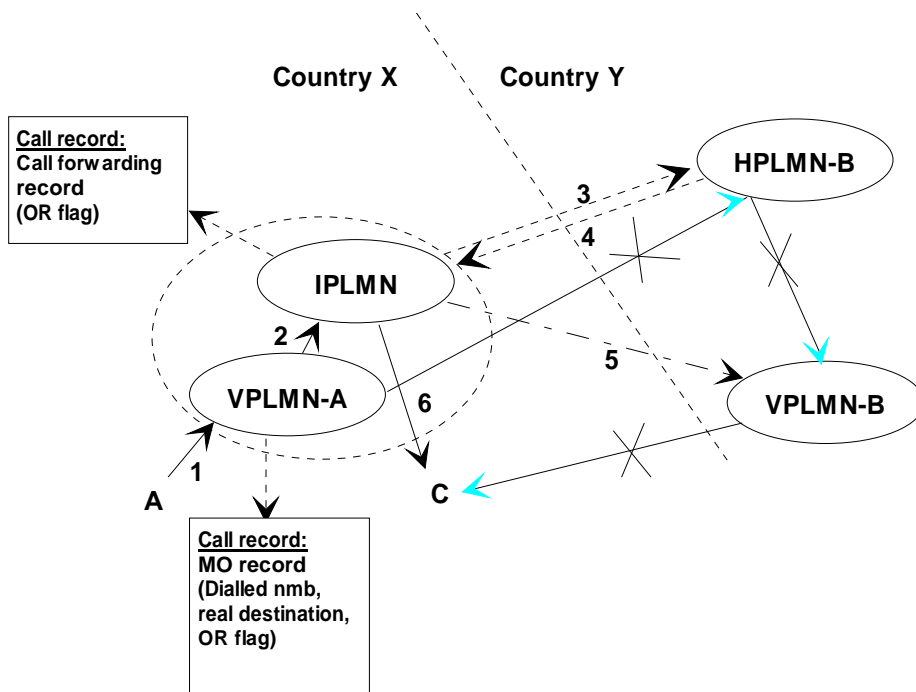 Country X
Country Y
Call record:
Call forwarding
record
(OR flag)
HPLMN-B
3
4
IPLMN
2
5
VPLMN-A
6
VPLMN-B
1
A
C
Call record:
MO record
(Dialled nmb,
real destination,
OR flag)